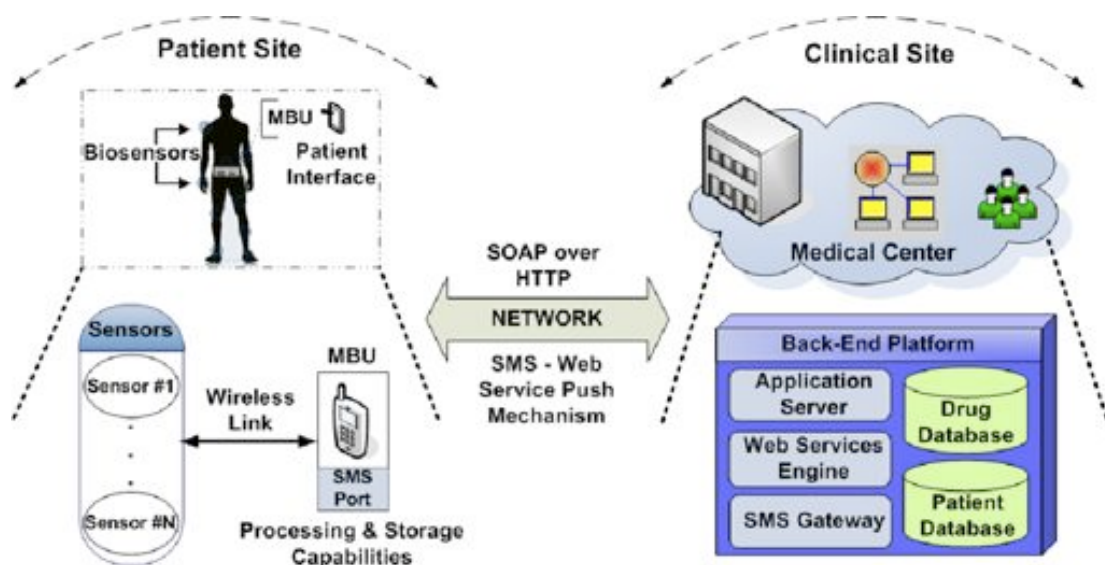 Patient Site
MBU
Biosensors
Patient
Interface
Sensors
Sensor #1
Sensor #N
Wireless
Link
MBU
SMS
Port
Processing & Storage
Capabilities
SOAP over
HTTP
NETWORK
SMS - Web
Service Push
Mechanism
Clinical Site
Medical Center
Back-End Platform
Application
Server
Web Services
Engine
SMS Gateway
Drug
Database
Patient
Database